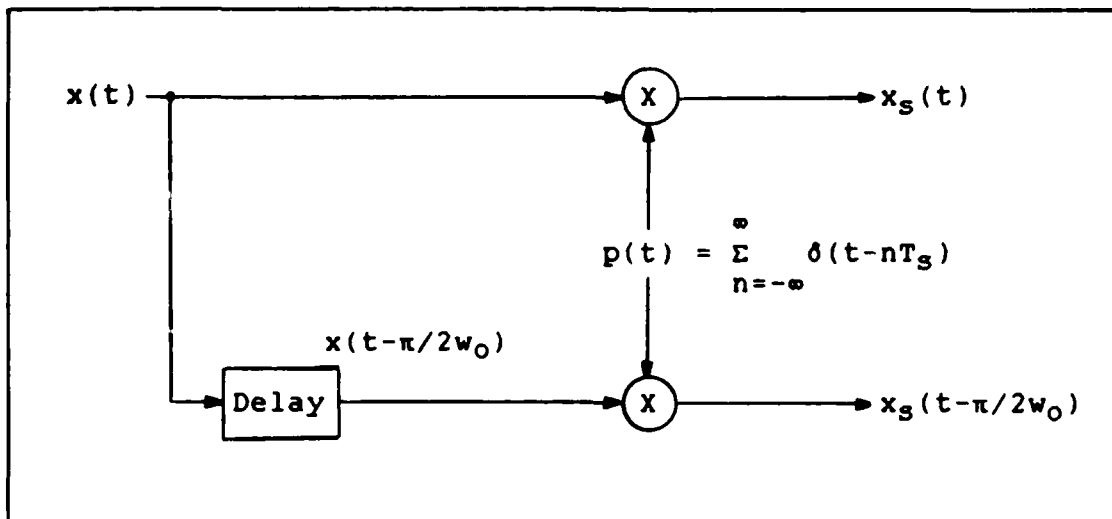 x(t)
X
x_s(t)
∞
p(t) = Σ δ(t-nT_s)
n=-∞
x(t-π/2w_o)
Delay
X
x_s(t-π/2w_o)